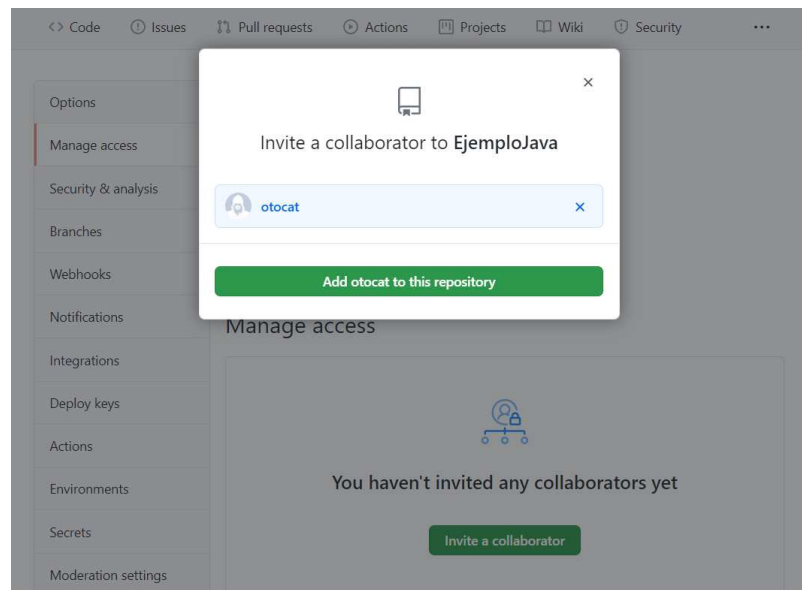 Code Issues Pull requests Actions Projects Wiki Security ...
Invite a collaborator to EjemploJava
otocat
Add otocat to this repository
Options
Manage access
Security & analysis
Branches
Webhooks
Notifications
Integrations
Deploy keys
Actions
Environments
Secrets
Moderation settings
Manage access
You haven't invited any collaborators yet
Invite a collaborator